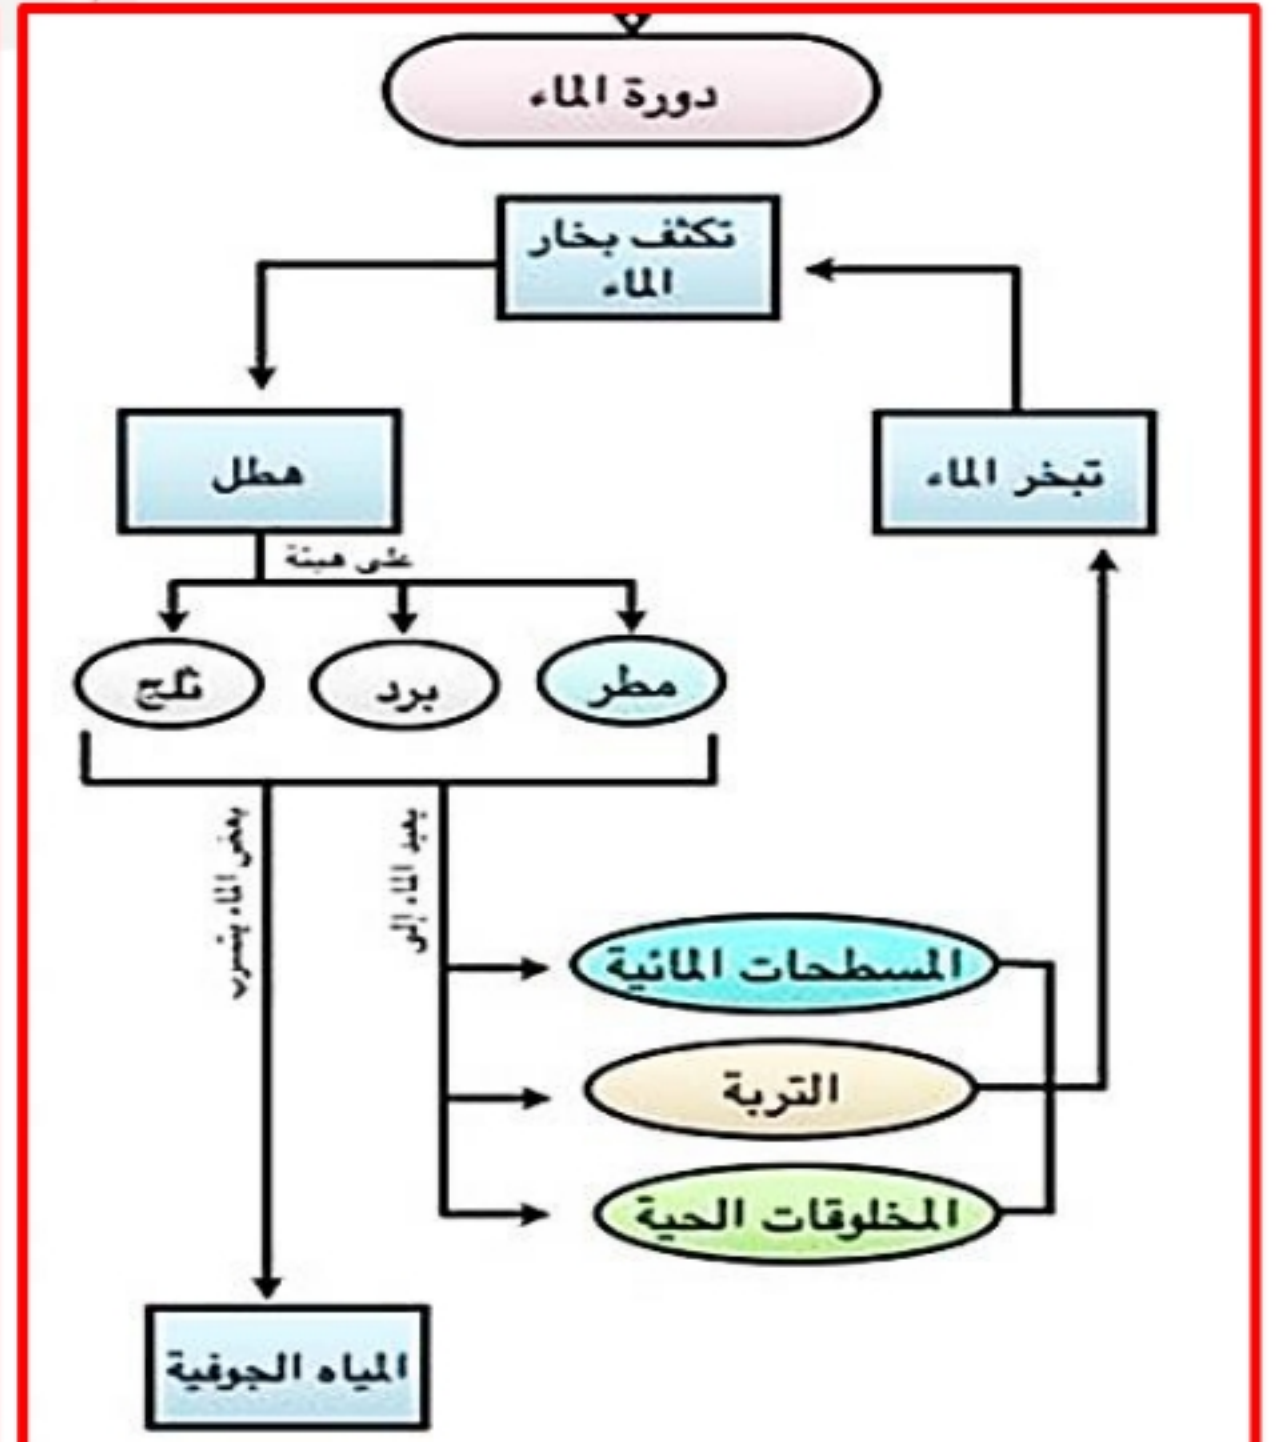 دورة الماء
تكثف بخار
الماء
تبخر الماء
هطل
على هيئة
مطر
برد
ثلج
يعيد الماء إلى
بعض الماء يتسرب
المسطحات المائية
التربة
المخلوقات الحية
المياه الجوفية